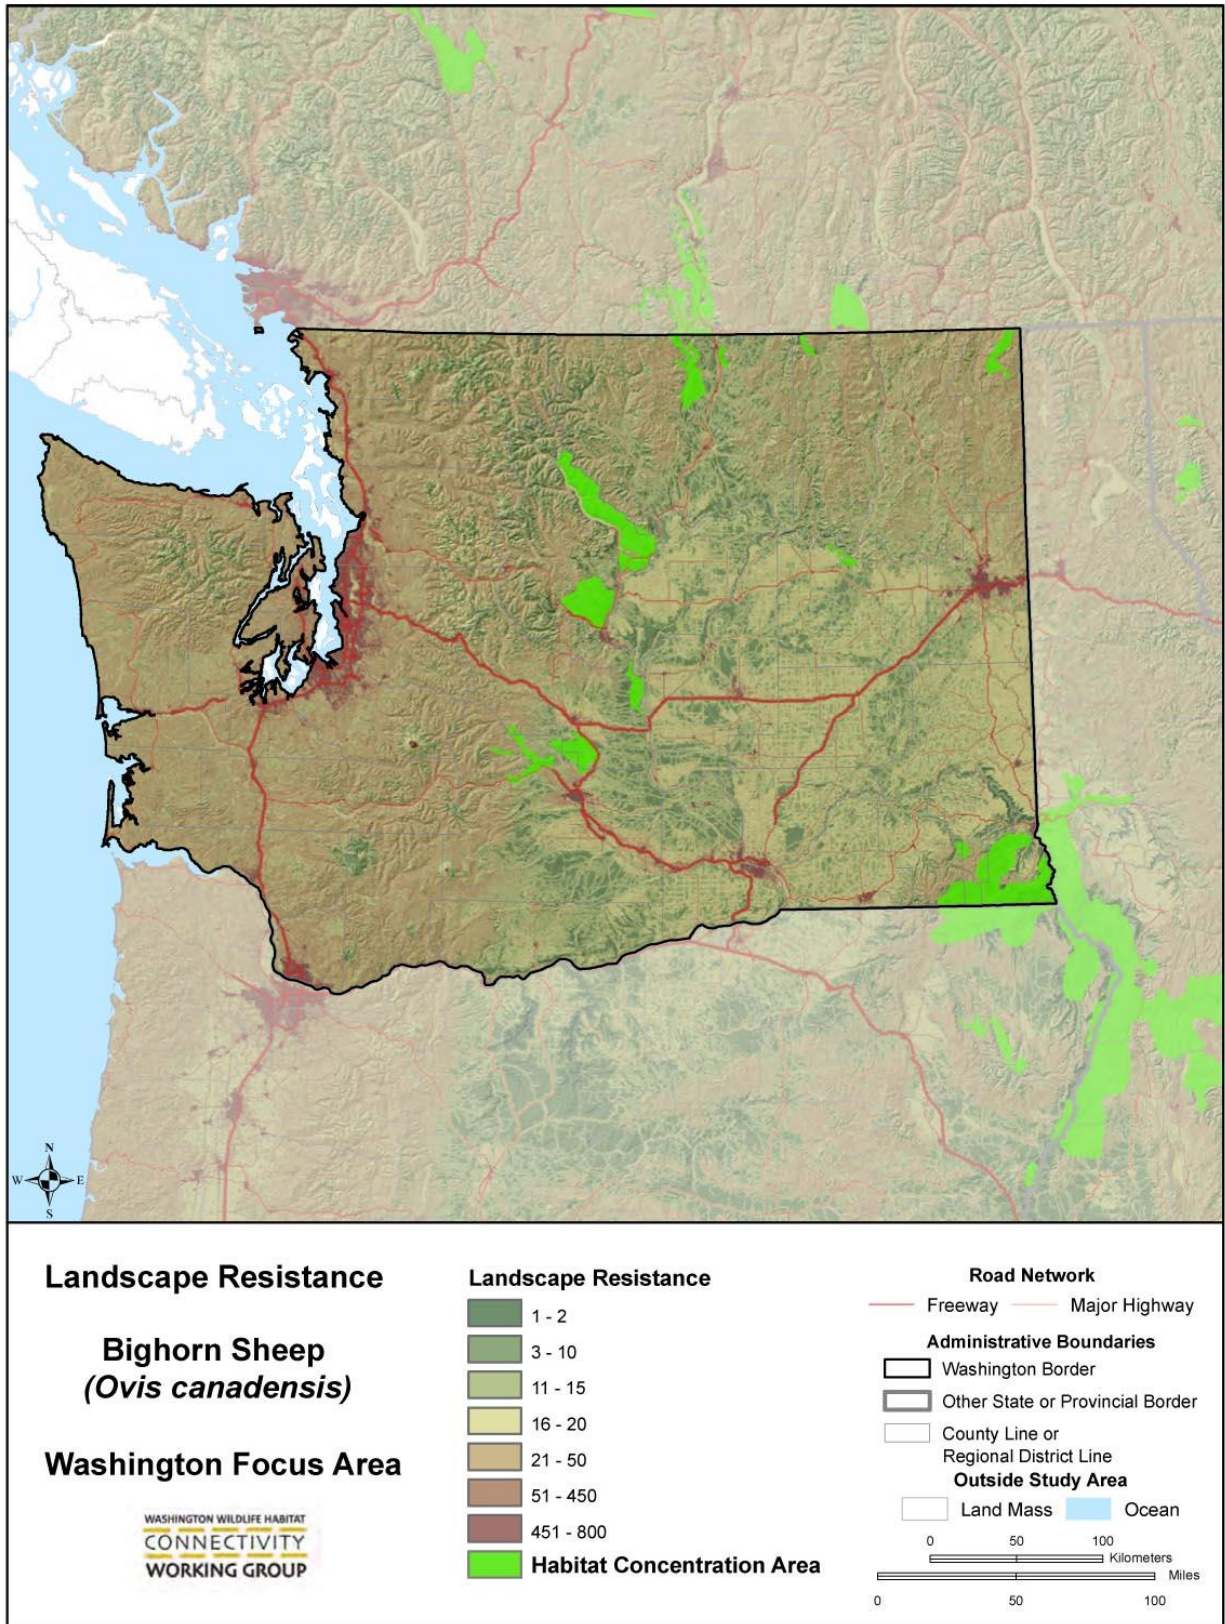 N
W E
S
Landscape Resistance
Bighorn Sheep
(Ovis canadensis)
Washington Focus Area
WASHINGTON WILDLIFE HABITAT
CONNECTIVITY
WORKING GROUP
Landscape Resistance
1 - 2
3 - 10
11 - 15
16 - 20
21 - 50
51 - 450
451 - 800
Habitat Concentration Area
Road Network
Freeway Major Highway
Administrative Boundaries
Washington Border
Other State or Provincial Border
County Line or
Regional District Line
Outside Study Area
Land Mass Ocean
0 50 100
Kilometers
Miles
0 50 100